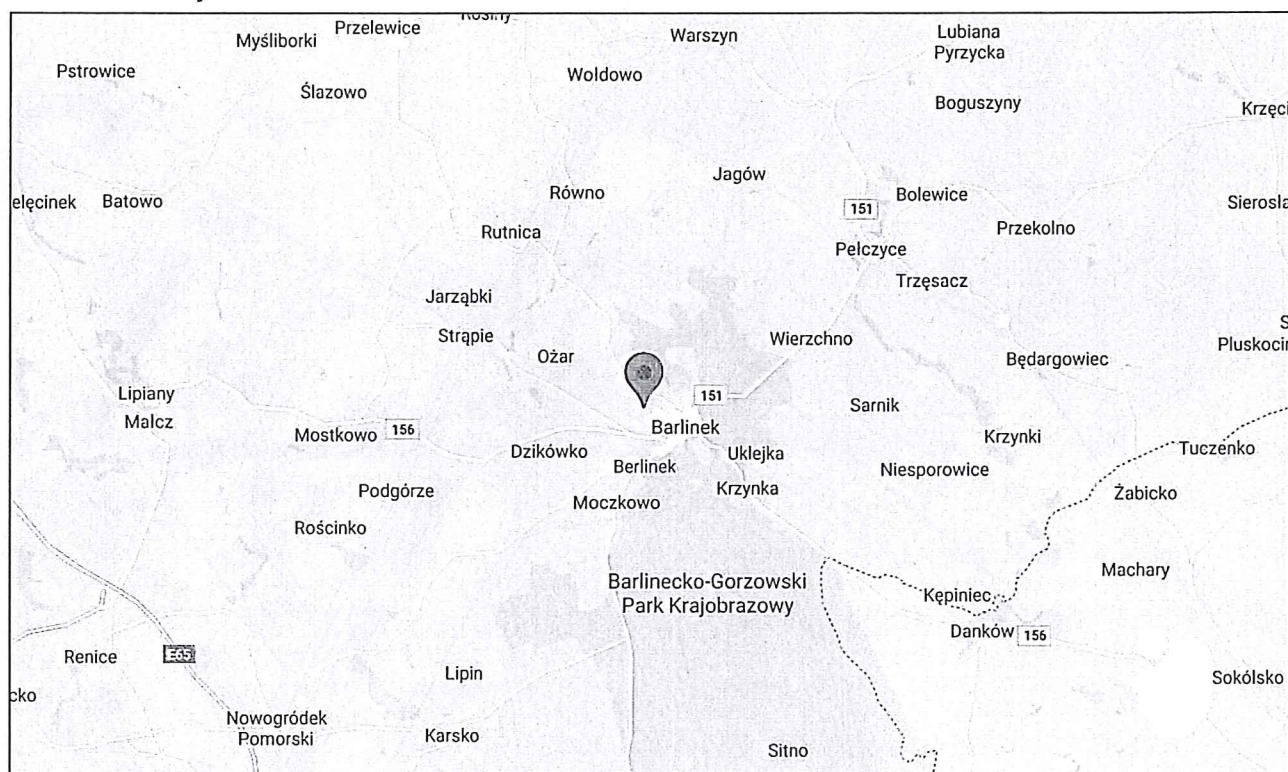 Przelewice
Myśliborki
Warszyn
Lubiana
Pyrzycka
Pstrowice
Wołdowo
Ślazowo
Boguszyny
Jagów
Batowo
Równo
Bolewice
151
Przekolno
Rutnica
Pełczyce
Trzęsacz
Jarząbki
Strąpie
Wierzchno
Ożar
Będargowiec
Lipiany
151
Sarnik
Malcz
Mostkowo
156
Barlinek
Krzynki
Dzikówko
Uklejka
Tuczenko
Berlinek
Niesporowice
Podgórze
Krzynka
Żabicko
Moczkowo
Rościnko
Machary
Barlinecko-Gorzowski
Park Krajobrazowy
Kępiniec
Danków
156
Renice
E65
Lipin
Sokólsko
Nowogródek
Pomorski
Karsko
Sitno